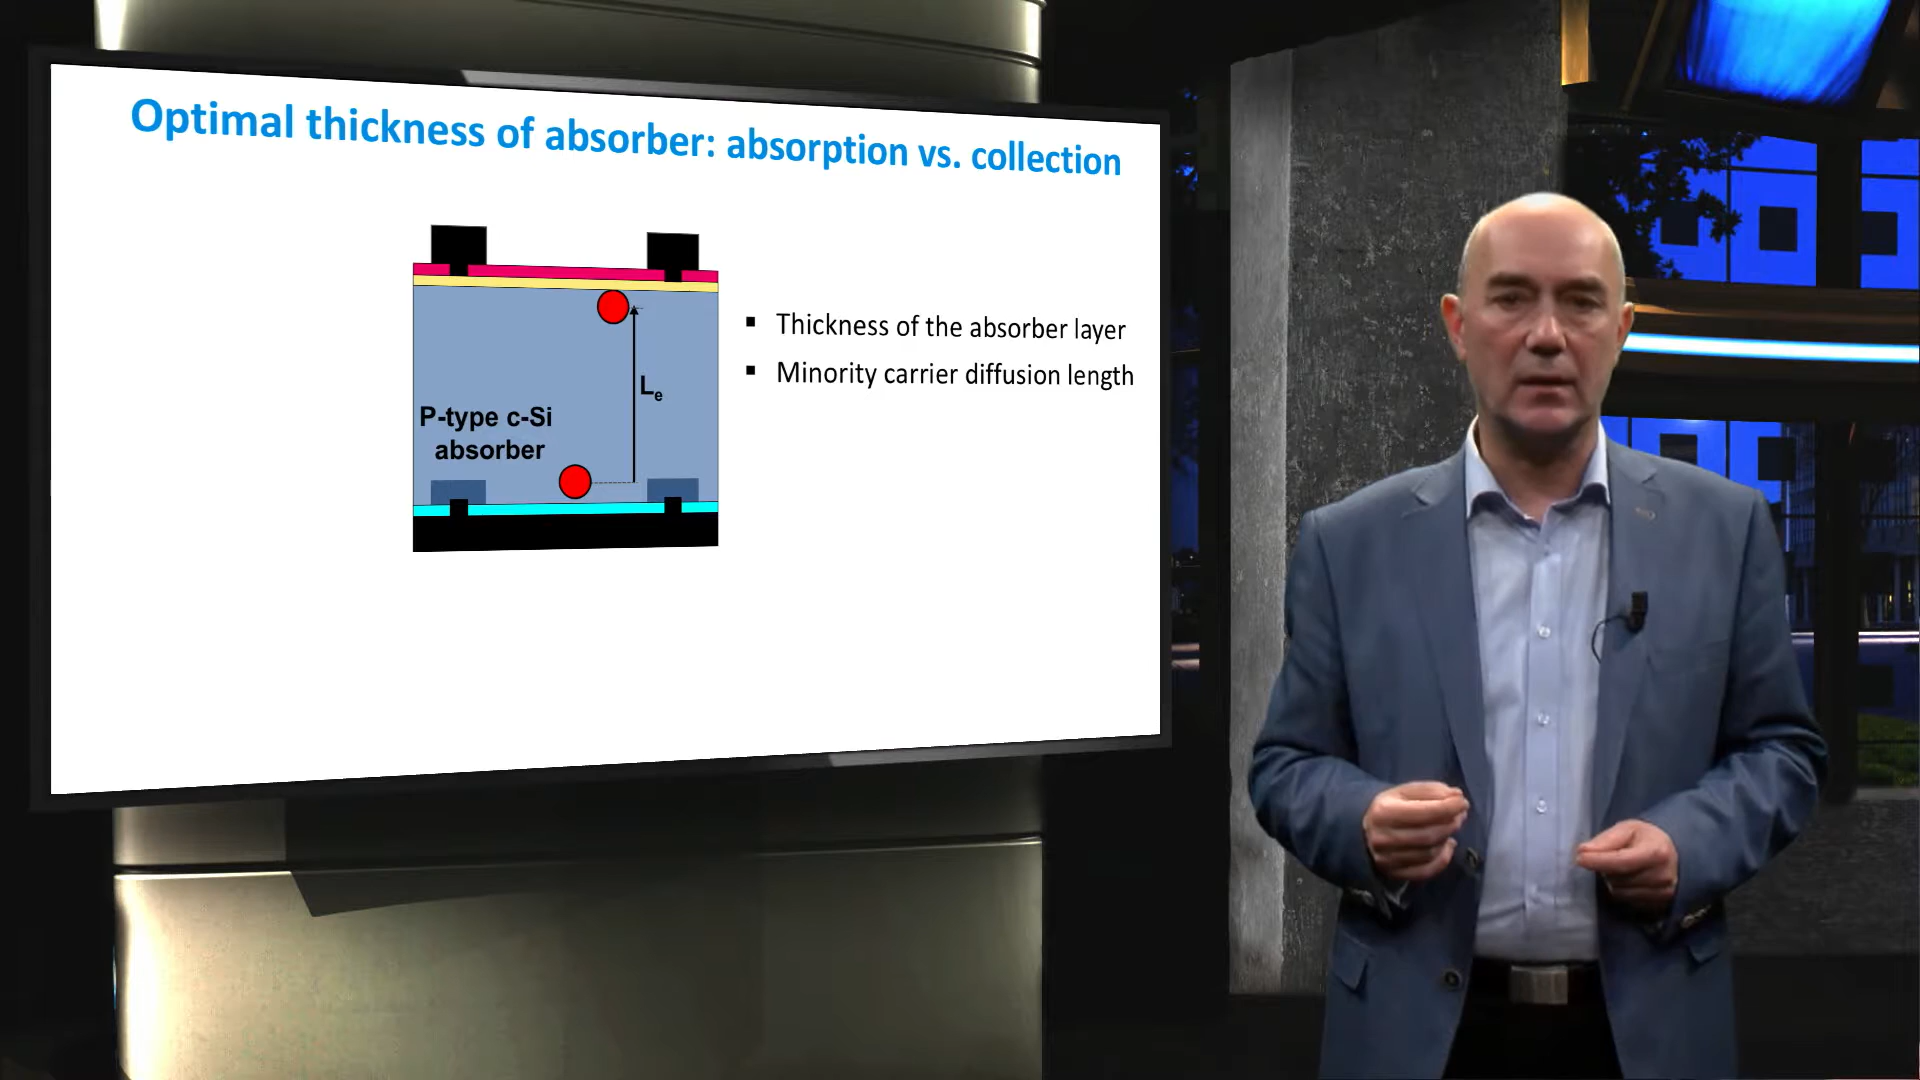 Optimal thickness of absorber: absorption vs. collection
▪ Thickness of the absorber layer
▪ Minority carrier diffusion length
Le
P-type c-Si
absorber